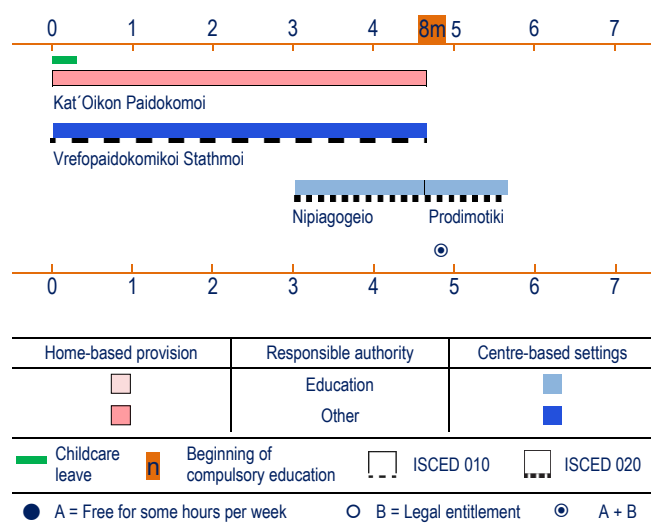 0 1 2 3 4 8m 5 6 7
Kat´Oikon Paidokomoi
Vrefopaidokomikoi Stathmoi
Nipiagogeio Prodimotiki
0 1 2 3 4 5 6 7
Home-based provision Responsible authority Centre-based settings
Education
Other
Childcare leave
n
Beginning of compulsory education
ISCED 010
ISCED 020
A = Free for some hours per week B = Legal entitlement A + B